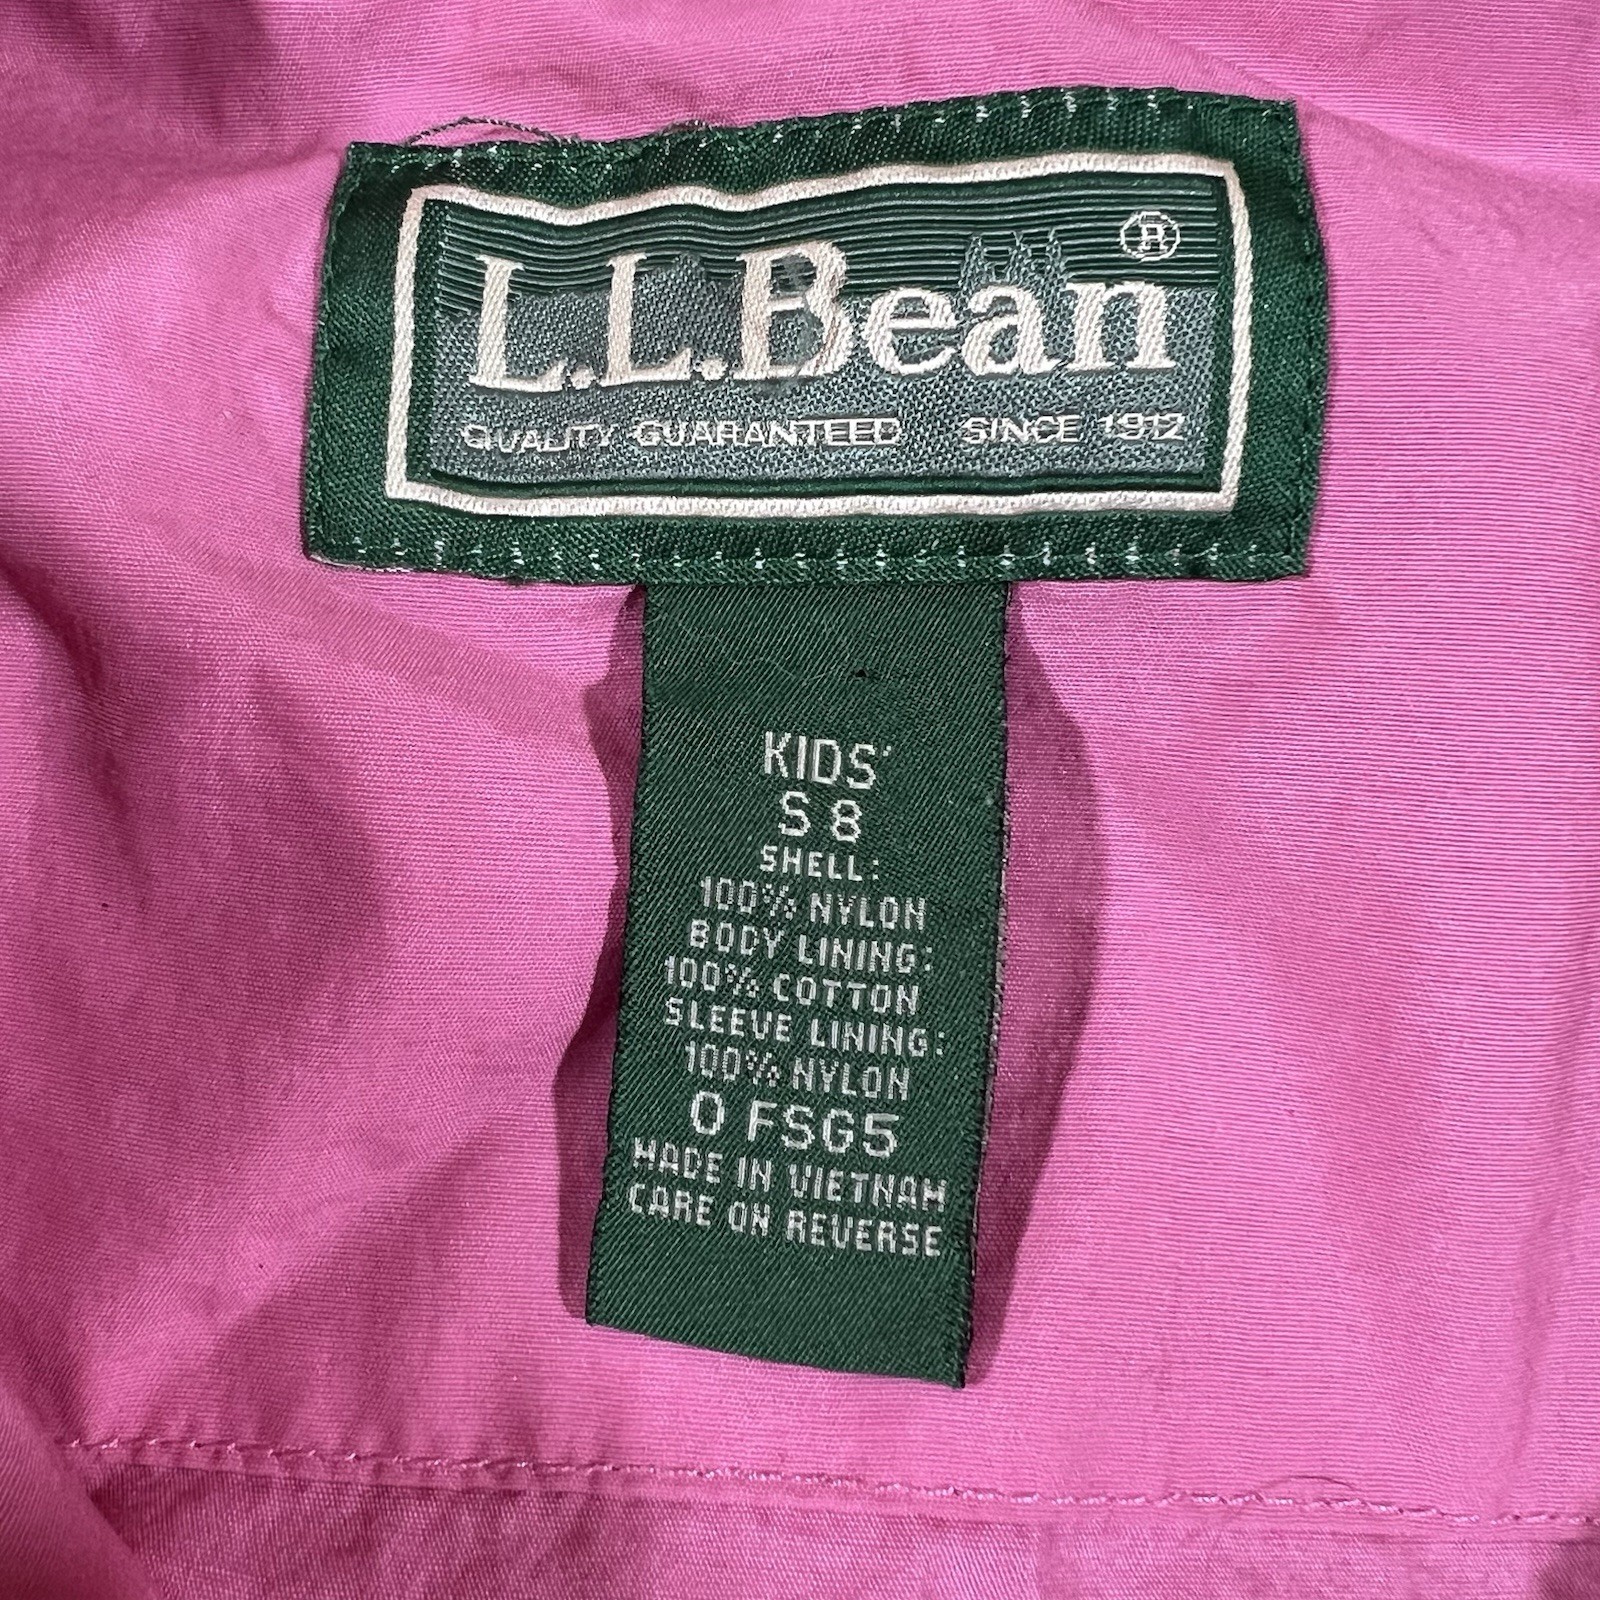 L.L.Bean®
QUALITY GUARANTEED SINCE 1912
KIDS'
S 8
SHELL:
100% NYLON
BODY LINING:
100% COTTON
SLEEVE LINING:
100% NYLON
0 FSG5
MADE IN VIETNAM
CARE ON REVERSE